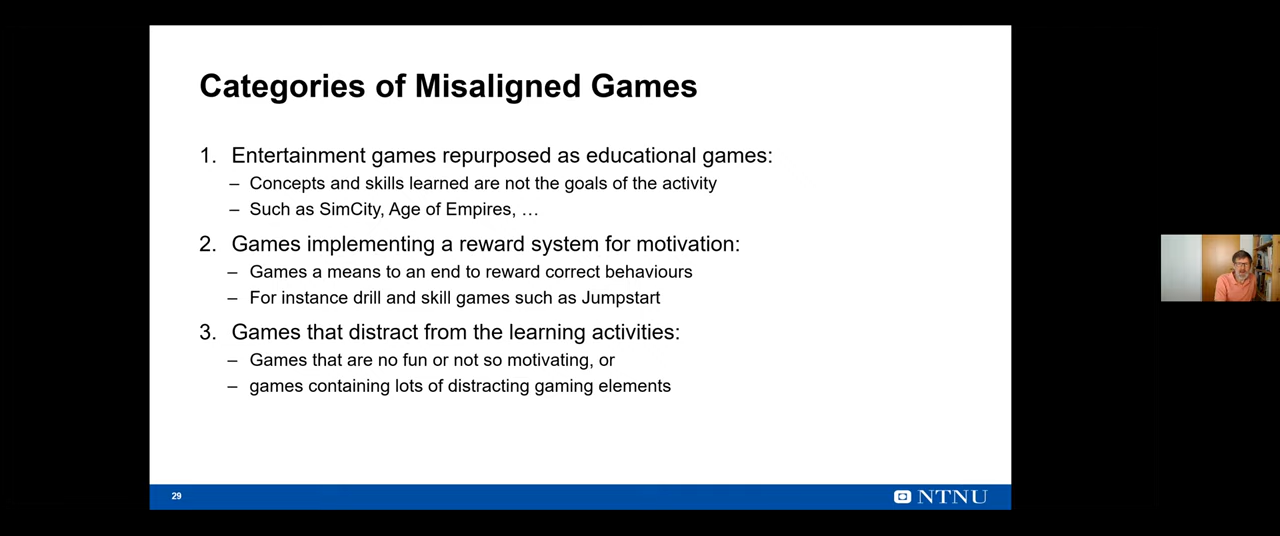 Categories of Misaligned Games
1. Entertainment games repurposed as educational games:
– Concepts and skills learned are not the goals of the activity
– Such as SimCity, Age of Empires, …
2. Games implementing a reward system for motivation:
– Games a means to an end to reward correct behaviours
– For instance drill and skill games such as Jumpstart
3. Games that distract from the learning activities:
– Games that are no fun or not so motivating, or
– games containing lots of distracting gaming elements
29
NTNU